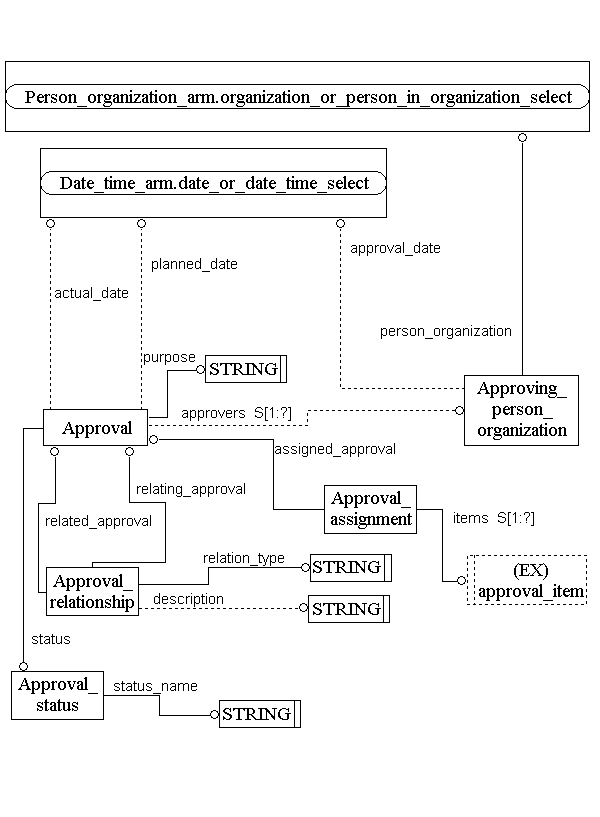 Person_organization_arm.organization_or_person_in_organization_select
Date_time_arm.date_or_date_time_select
approval_date
planned_date
actual_date
person_organization
purpose
STRING
Approving_
person_
organization
approvers S[1:?]
Approval
assigned_approval
relating_approval
Approval_
assignment
related_approval
items S[1:?]
relation_type
STRING
(EX)
approval_item
Approval_
relationship
description
STRING
status
Approval_
status
status_name
STRING